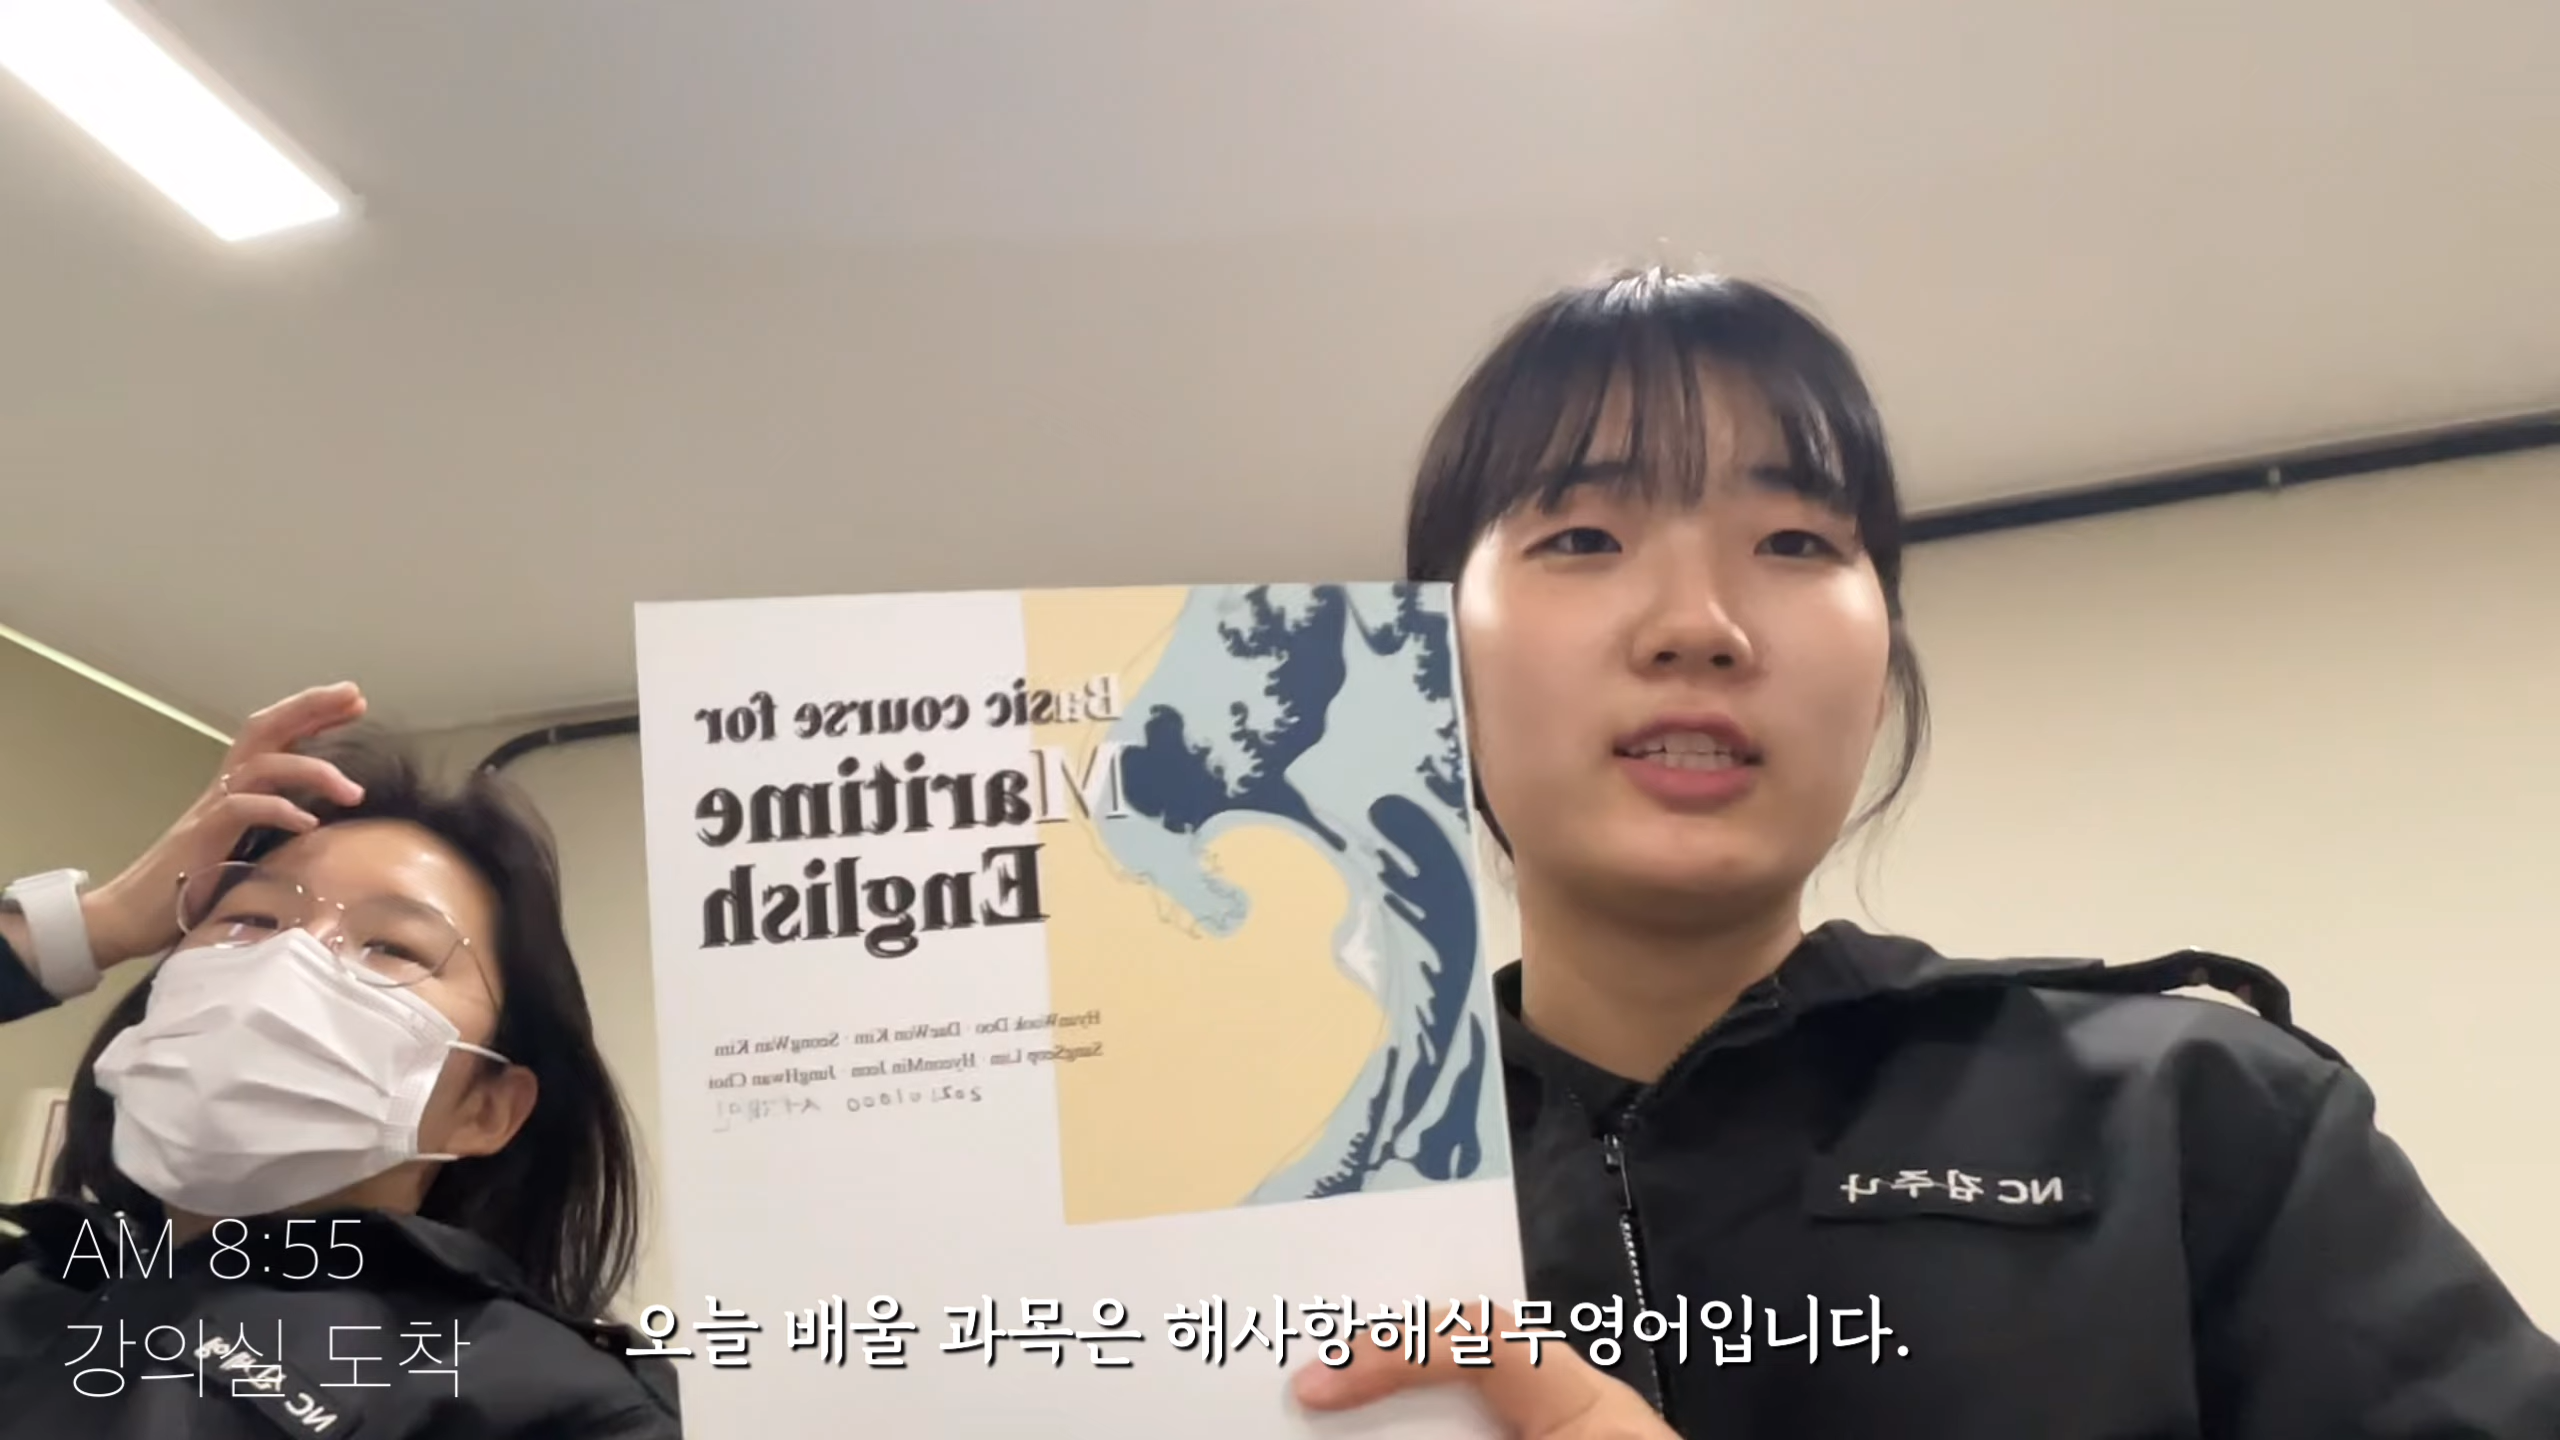 Basic course for
Maritime
English
HyunWook Doo · DaeWon Kim · SeongWan Kim
SangSeop Lim · HyeonMin Jeon · JungHwan Choi
NC 김주나
AM 8:55
강의실 도착
NC
오늘 배울 과목은 해사항해실무영어입니다.